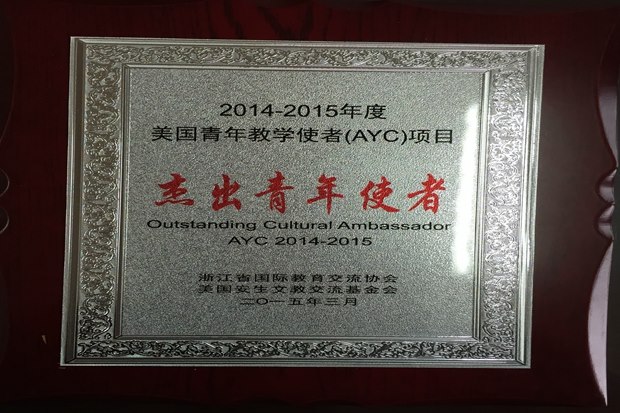 2014-2015年度
美国青年教学使者(AYC)项目
杰出青年使者
Outstanding Cultural Ambassador
AYC 2014-2015
浙江省国际教育交流协会
美国安生文教交流基金会
二〇一五年三月